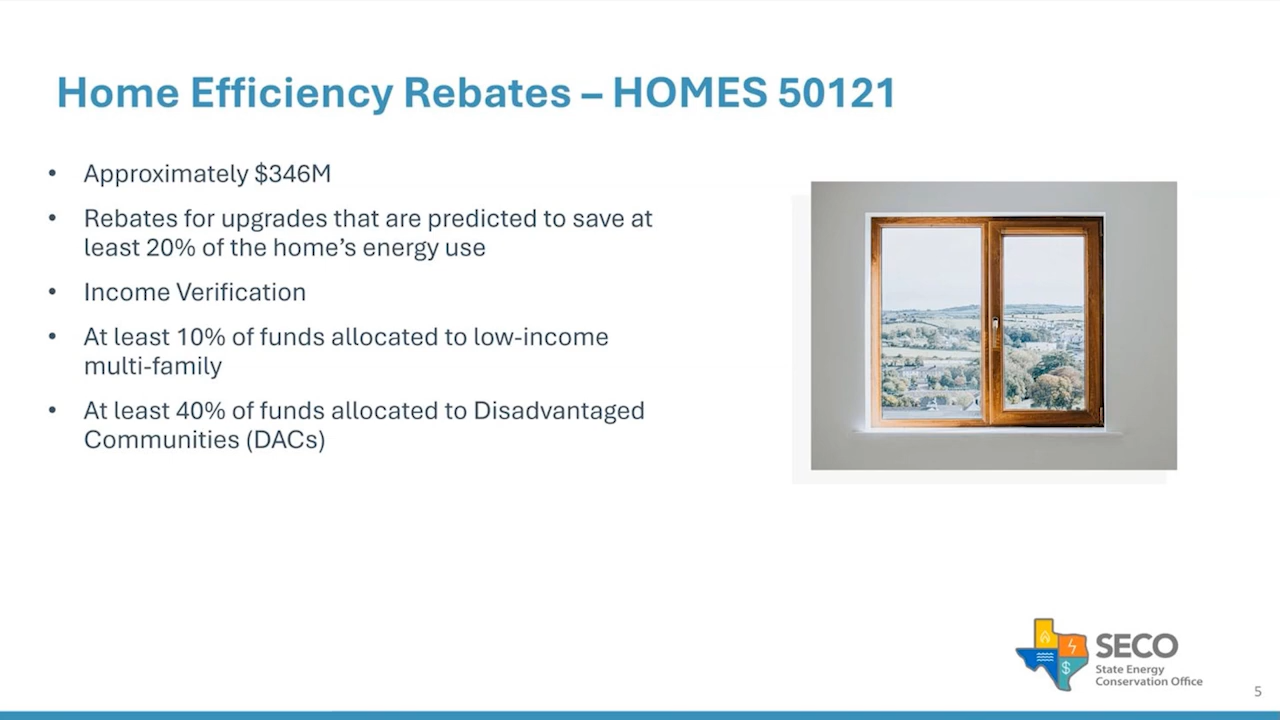 Home Efficiency Rebates – HOMES 50121
• Approximately $346M
• Rebates for upgrades that are predicted to save at
least 20% of the home’s energy use
• Income Verification
• At least 10% of funds allocated to low-income
multi-family
• At least 40% of funds allocated to Disadvantaged
Communities (DACs)
$
SECO
State Energy
Conservation Office
5